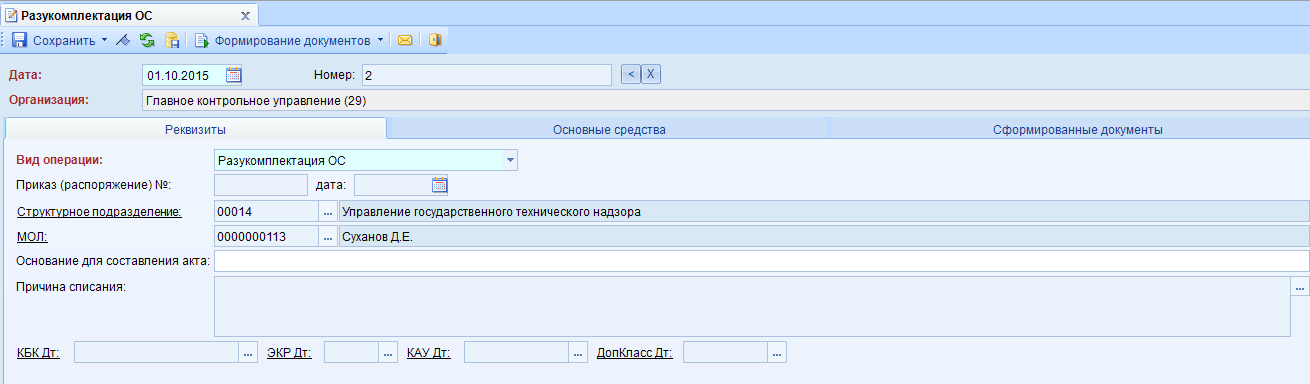 Разукомплектация ОС
Сохранить Формирование документов
Дата: 01.10.2015 Номер: 2 < X
Организация: Главное контрольное управление (29)
Реквизиты Основные средства Сформированные документы
Вид операции: Разукомплектация ОС
Приказ (распоряжение) №: дата:
Структурное подразделение: 00014 ... Управление государственного технического надзора
МОЛ: 0000000113 ... Суханов Д.Е.
Основание для составления акта:
Причина списания: ...
КБК Дт: ... ЭКР Дт: ... КАУ Дт: ... ДопКласс Дт: ...